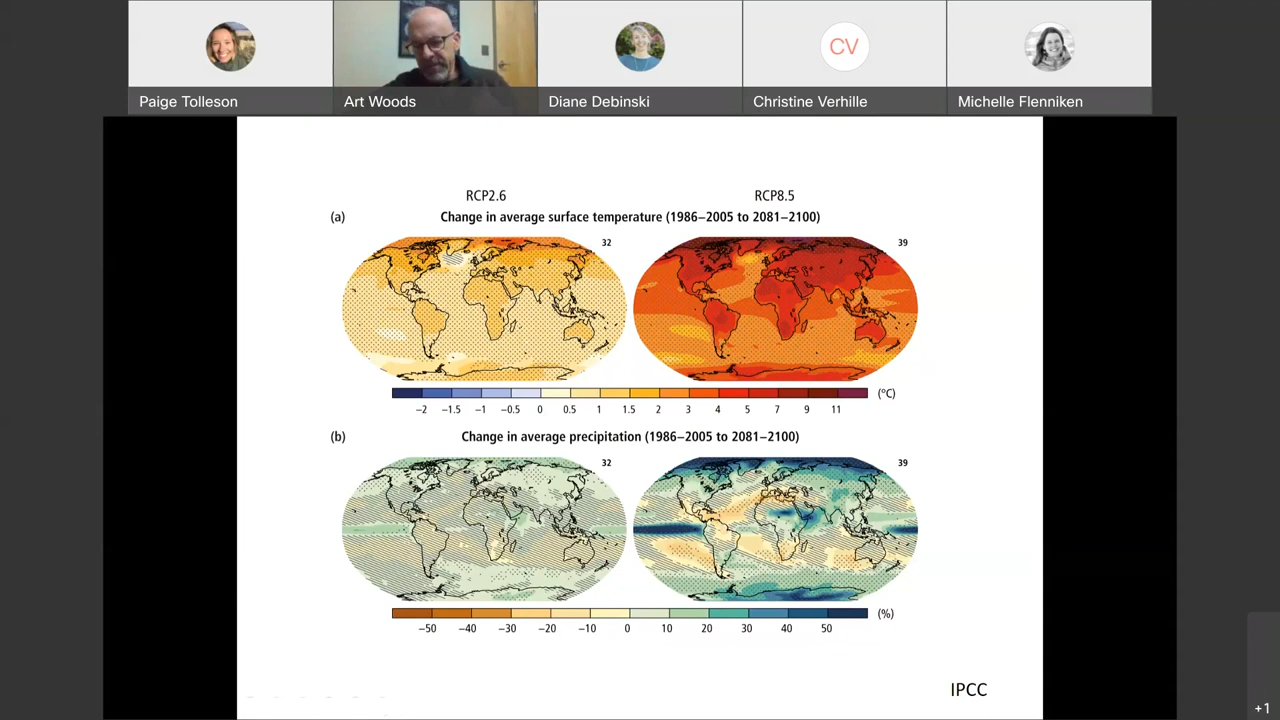 CV
Paige Tolleson
Art Woods
Diane Debinski
Christine Verhille
Michelle Flenniken
RCP2.6
RCP8.5
(a)
Change in average surface temperature (1986−2005 to 2081−2100)
32
39
(°C)
−2 −1.5 −1 −0.5 0 0.5 1 1.5 2 3 4 5 7 9 11
(b)
Change in average precipitation (1986−2005 to 2081−2100)
32
39
(%)
−50 −40 −30 −20 −10 0 10 20 30 40 50
IPCC
+1